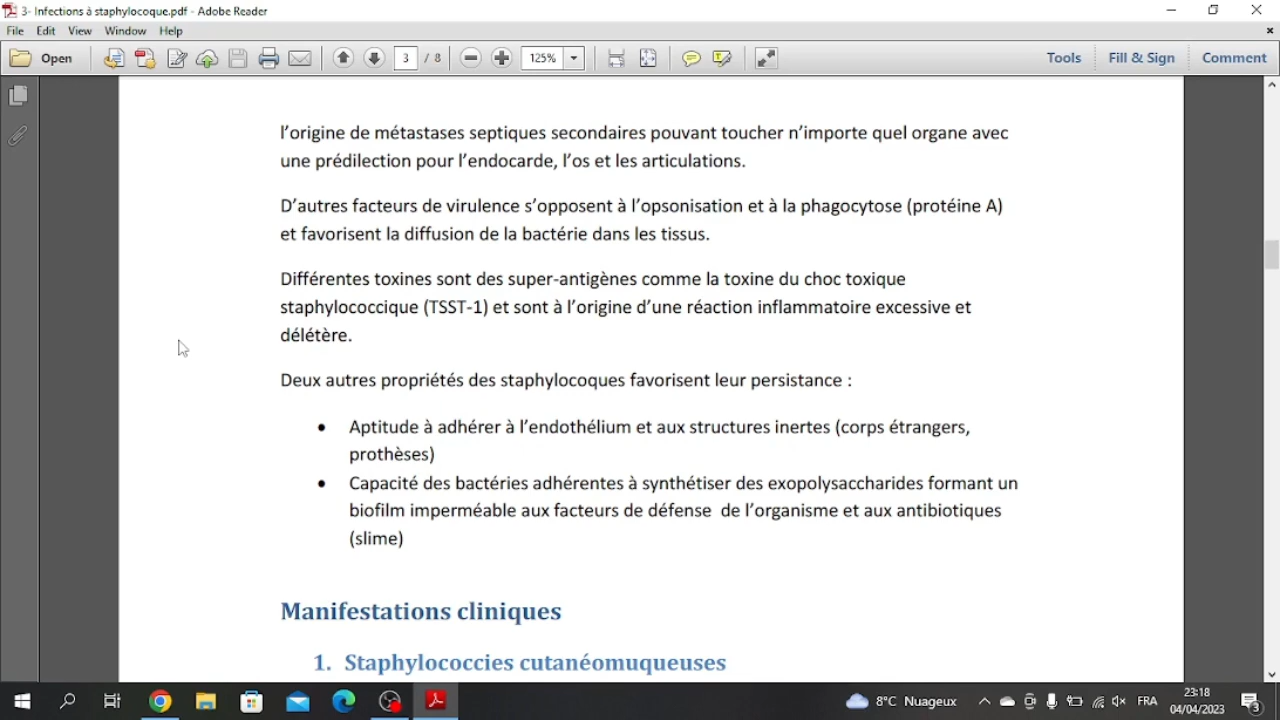 3- Infections à staphylocoque.pdf - Adobe Reader
File Edit View Window Help
Open 3 / 8 125% Tools Fill & Sign Comment
l’origine de métastases septiques secondaires pouvant toucher n’importe quel organe avec
une prédilection pour l’endocarde, l’os et les articulations.
D’autres facteurs de virulence s’opposent à l’opsonisation et à la phagocytose (protéine A)
et favorisent la diffusion de la bactérie dans les tissus.
Différentes toxines sont des super-antigènes comme la toxine du choc toxique
staphylococcique (TSST-1) et sont à l’origine d’une réaction inflammatoire excessive et
délétère.
Deux autres propriétés des staphylocoques favorisent leur persistance :
• Aptitude à adhérer à l’endothélium et aux structures inertes (corps étrangers,
prothèses)
• Capacité des bactéries adhérentes à synthétiser des exopolysaccharides formant un
biofilm imperméable aux facteurs de défense de l’organisme et aux antibiotiques
(slime)
Manifestations cliniques
1. Staphylococcies cutanéomuqueuses
8°C Nuageux FRA 23:18
04/04/2023 3